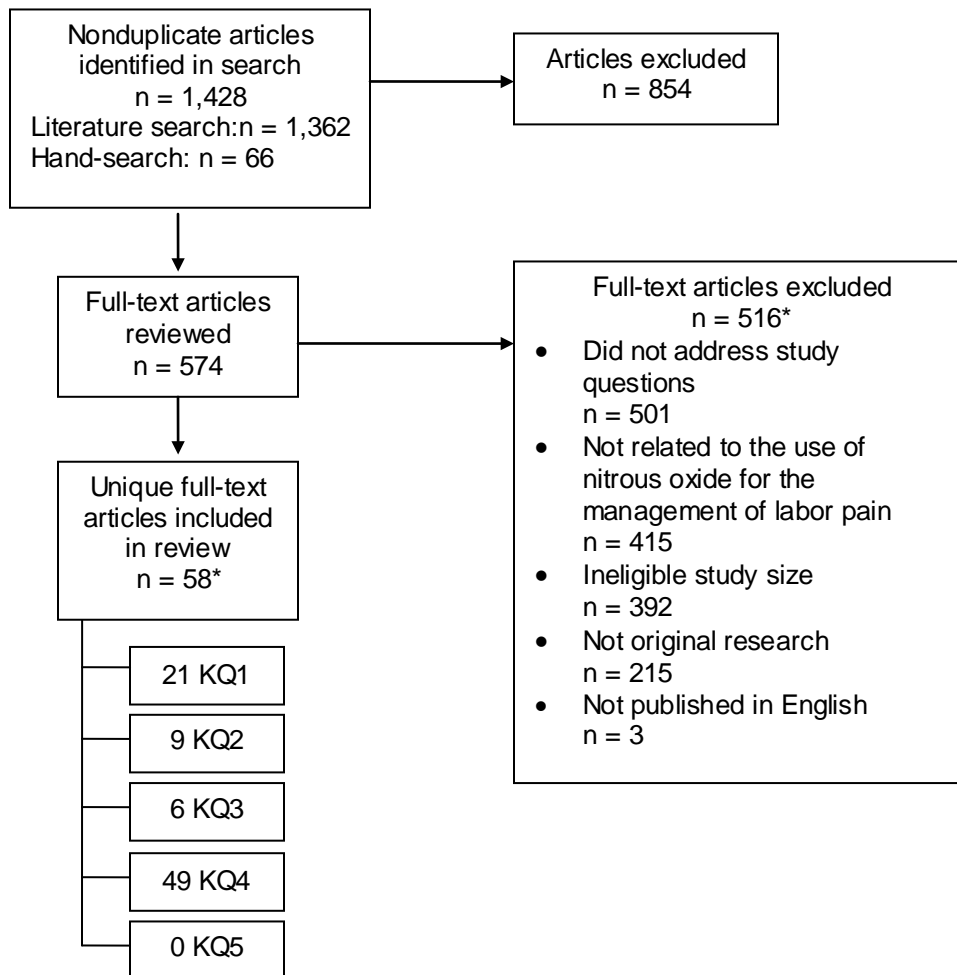 Nonduplicate articles
identified in search
n = 1,428
Literature search:n = 1,362
Hand-search: n = 66
Articles excluded
n = 854
Full-text articles
reviewed
n = 574
Full-text articles excluded
n = 516*
• Did not address study
questions
n = 501
• Not related to the use of
nitrous oxide for the
management of labor pain
n = 415
• Ineligible study size
n = 392
• Not original research
n = 215
• Not published in English
n = 3
Unique full-text
articles included
in review
n = 58*
21 KQ1
9 KQ2
6 KQ3
49 KQ4
0 KQ5